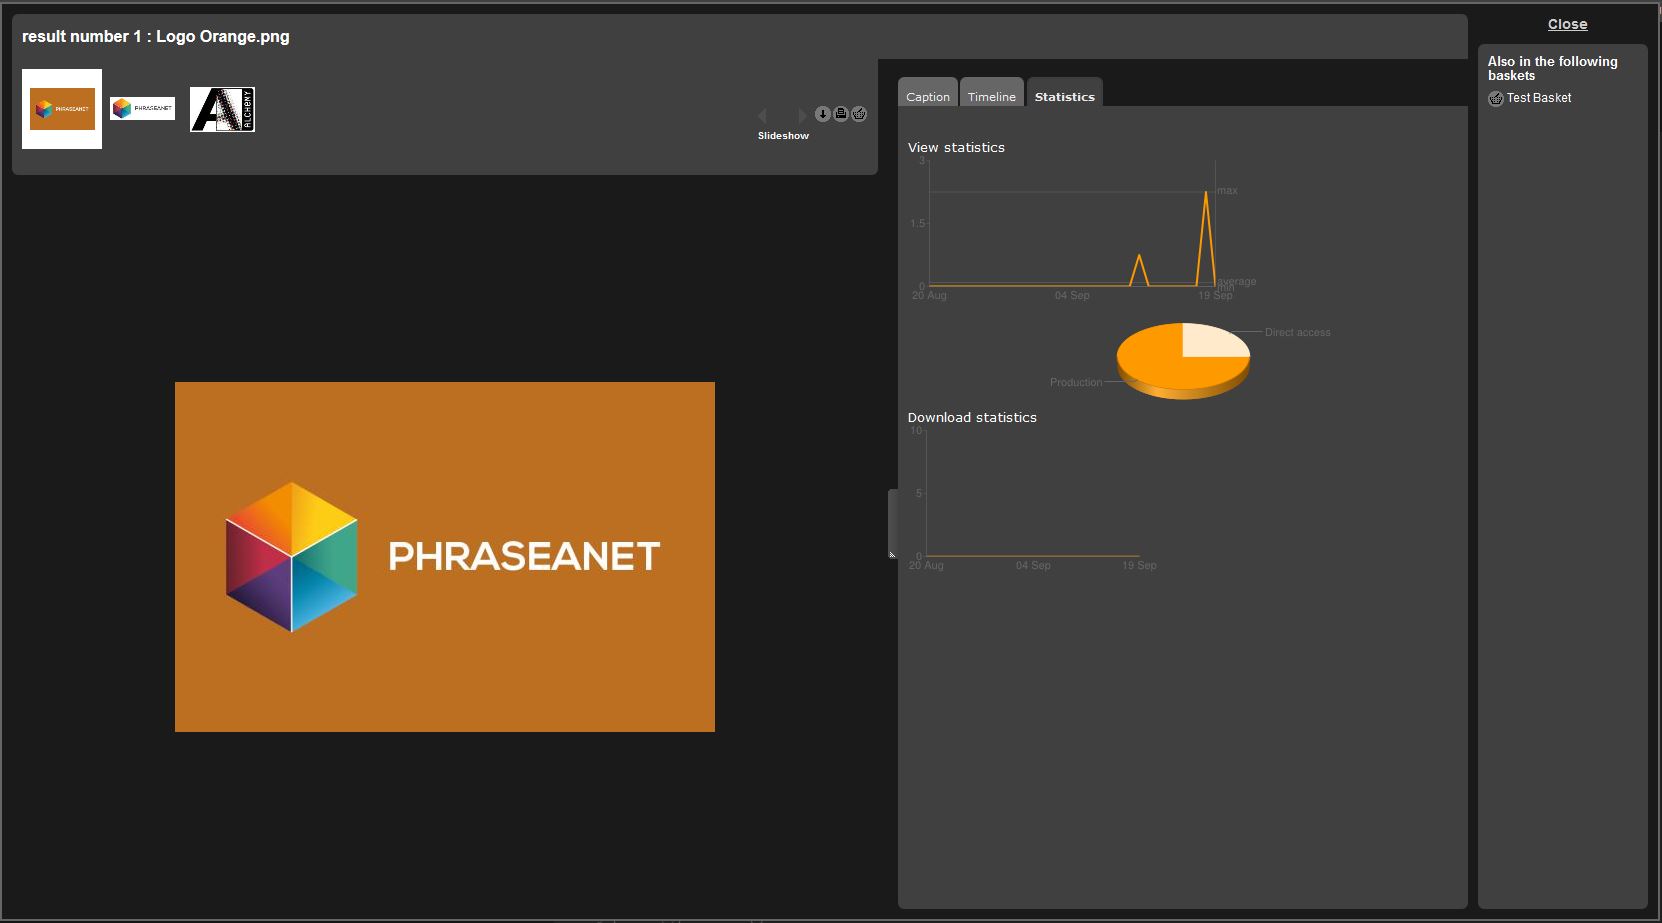 result number 1 : Logo Orange.png
Close
PHRASEANET
PHRASEANET
ALCHEMY
Slideshow
Caption
Timeline
Statistics
View statistics
3
1.5
0
max
average
min
20 Aug
04 Sep
19 Sep
Direct access
Production
Download statistics
10
5
0
20 Aug
04 Sep
19 Sep
Also in the following
baskets
Test Basket
PHRASEANET